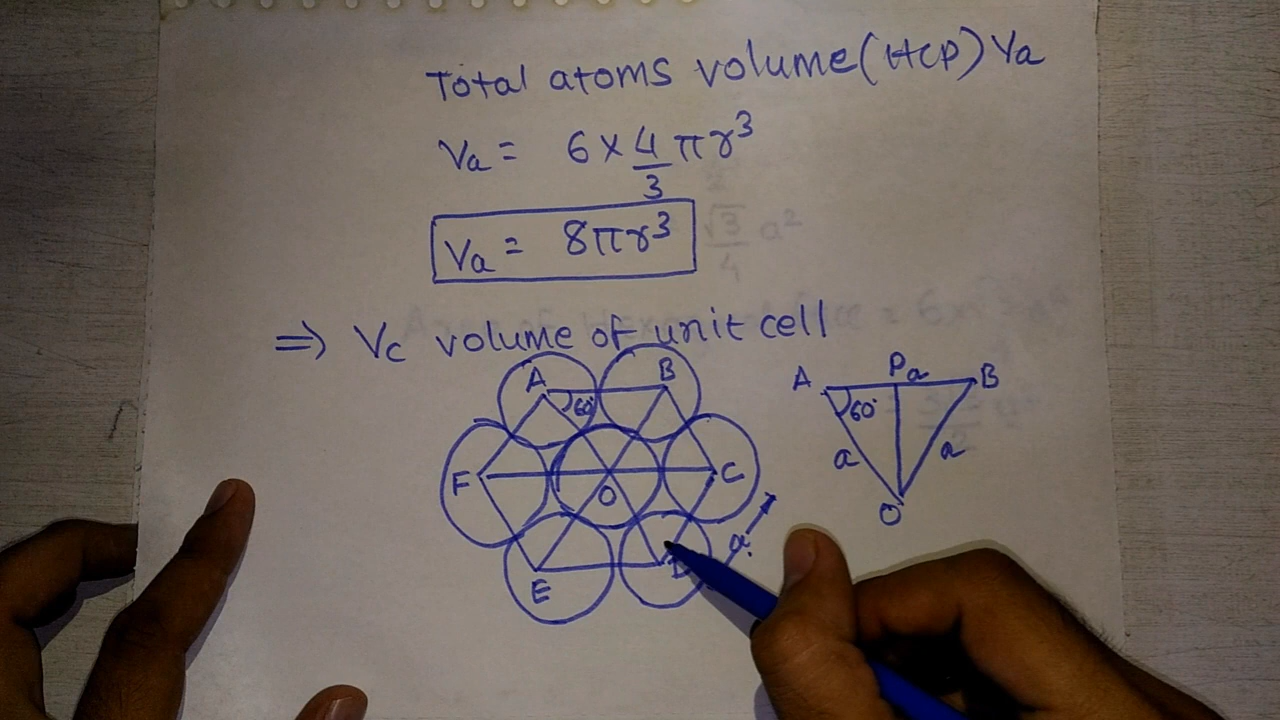 Total atoms volume(HCP) Va
Va = 6 × 4/3 πr³
Va = 8πr³
⇒ Vc volume of unit cell
A B
60°
F O C
E D
a
A P a B
60°
a a
O